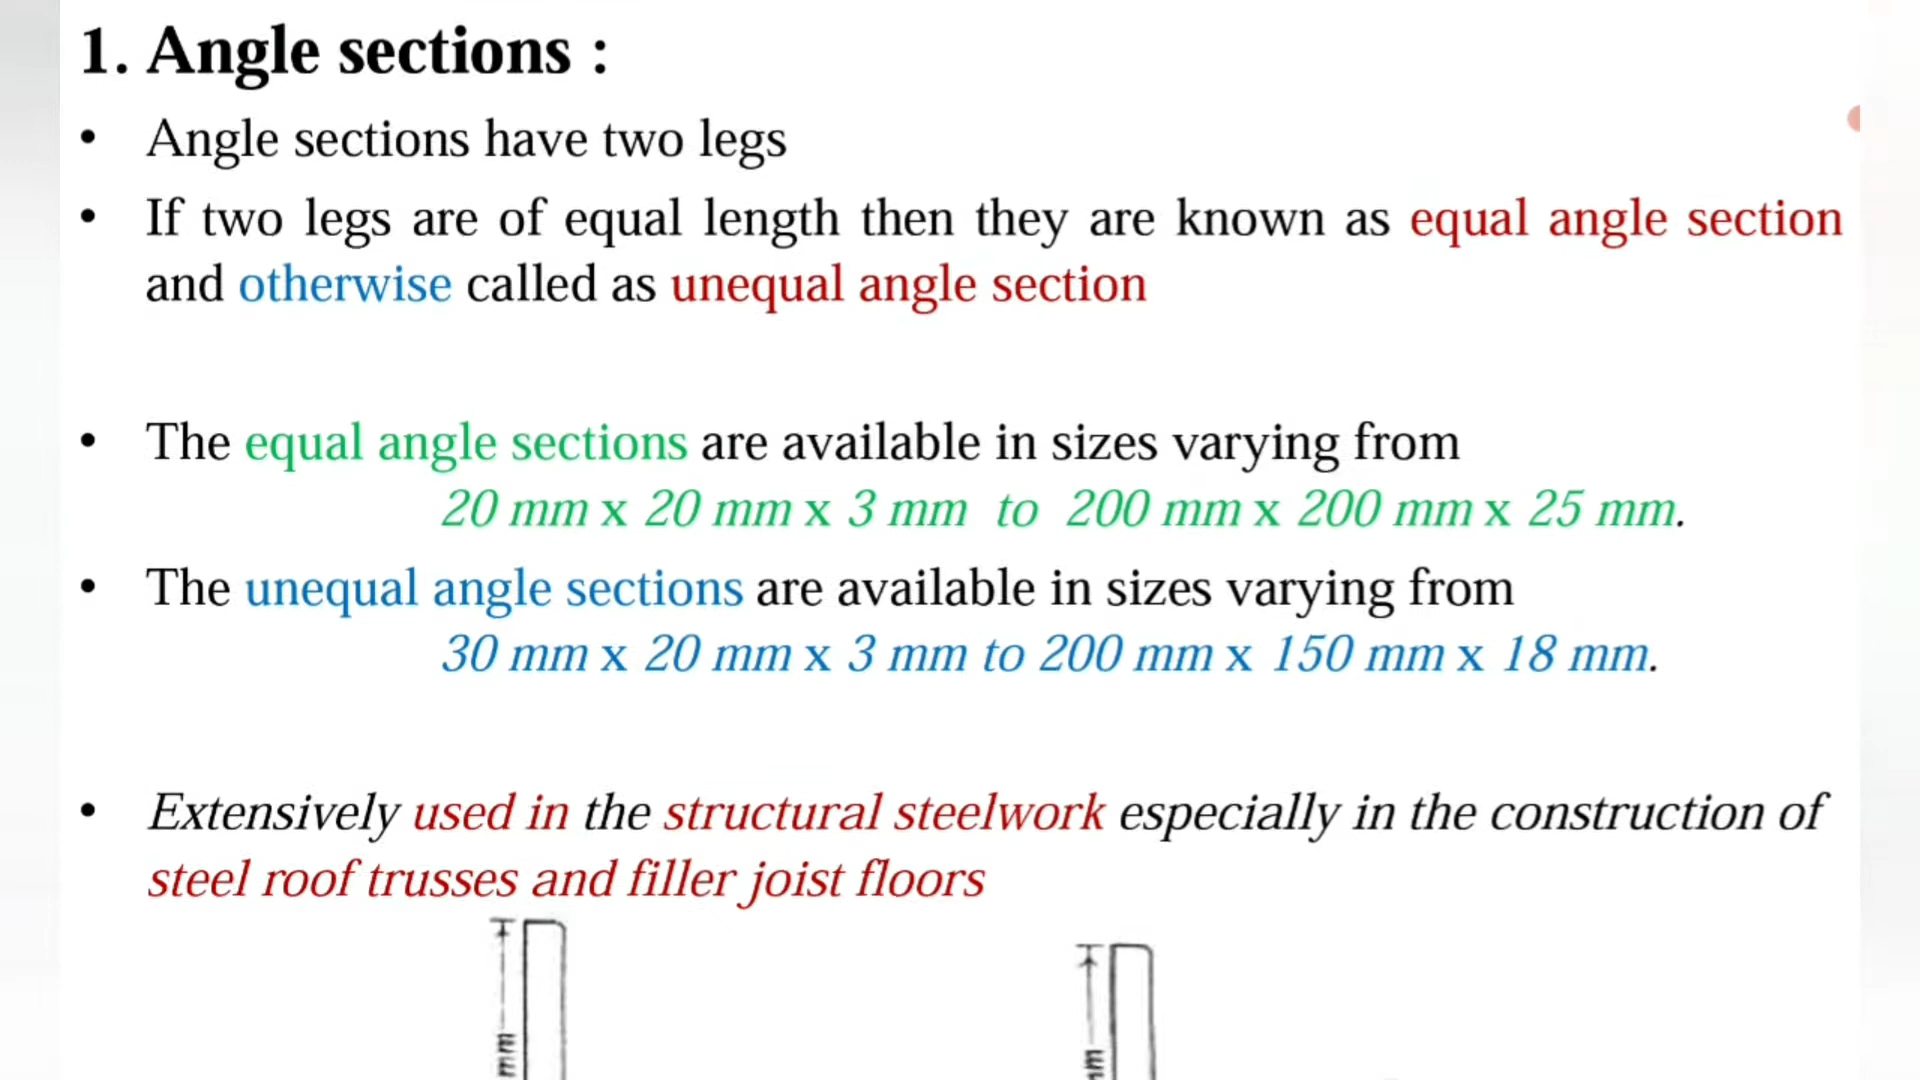 1. Angle sections :
• Angle sections have two legs
• If two legs are of equal length then they are known as equal angle section
and otherwise called as unequal angle section
• The equal angle sections are available in sizes varying from
20 mm x 20 mm x 3 mm to 200 mm x 200 mm x 25 mm.
• The unequal angle sections are available in sizes varying from
30 mm x 20 mm x 3 mm to 200 mm x 150 mm x 18 mm.
• Extensively used in the structural steelwork especially in the construction of
steel roof trusses and filler joist floors
mm